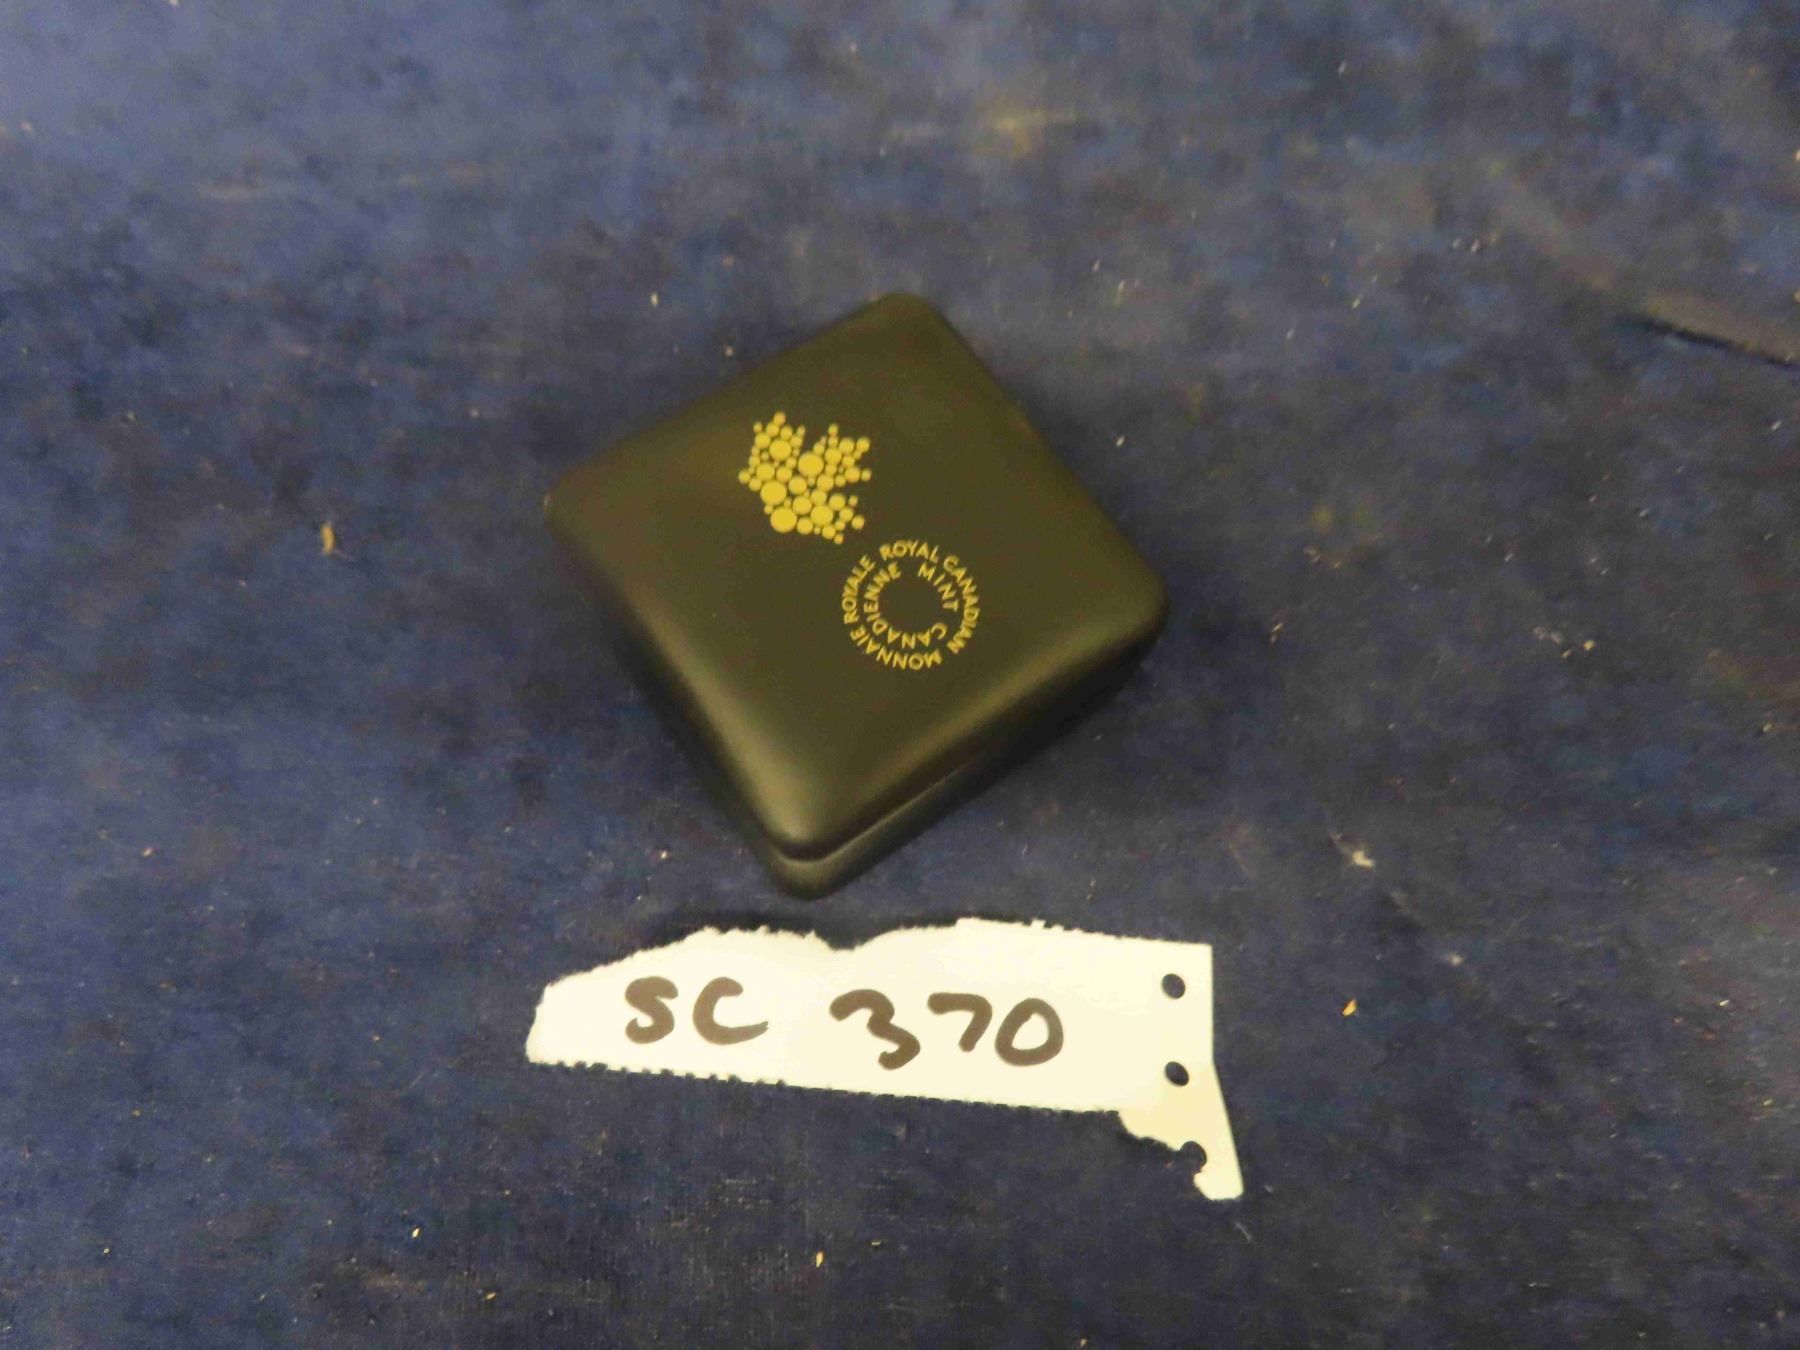 ROYAL CANADIAN MINT
MONNAIE ROYALE CANADIENNE
SC 370